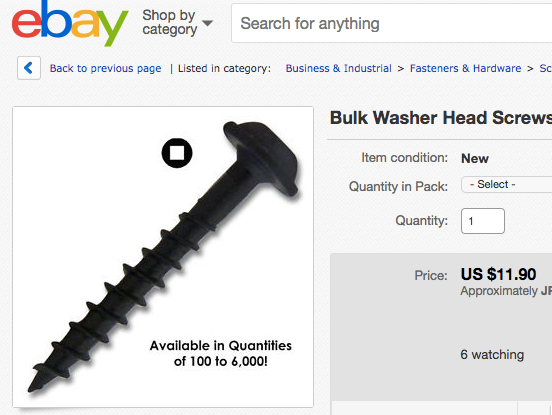 ebay
Shop by
category
Search for anything
Back to previous page | Listed in category: Business & Industrial > Fasteners & Hardware > Sc
Bulk Washer Head Screws
Item condition: New
Quantity in Pack: - Select -
Quantity: 1
Price: US $11.90
Approximately JP
6 watching
Available in Quantities
of 100 to 6,000!